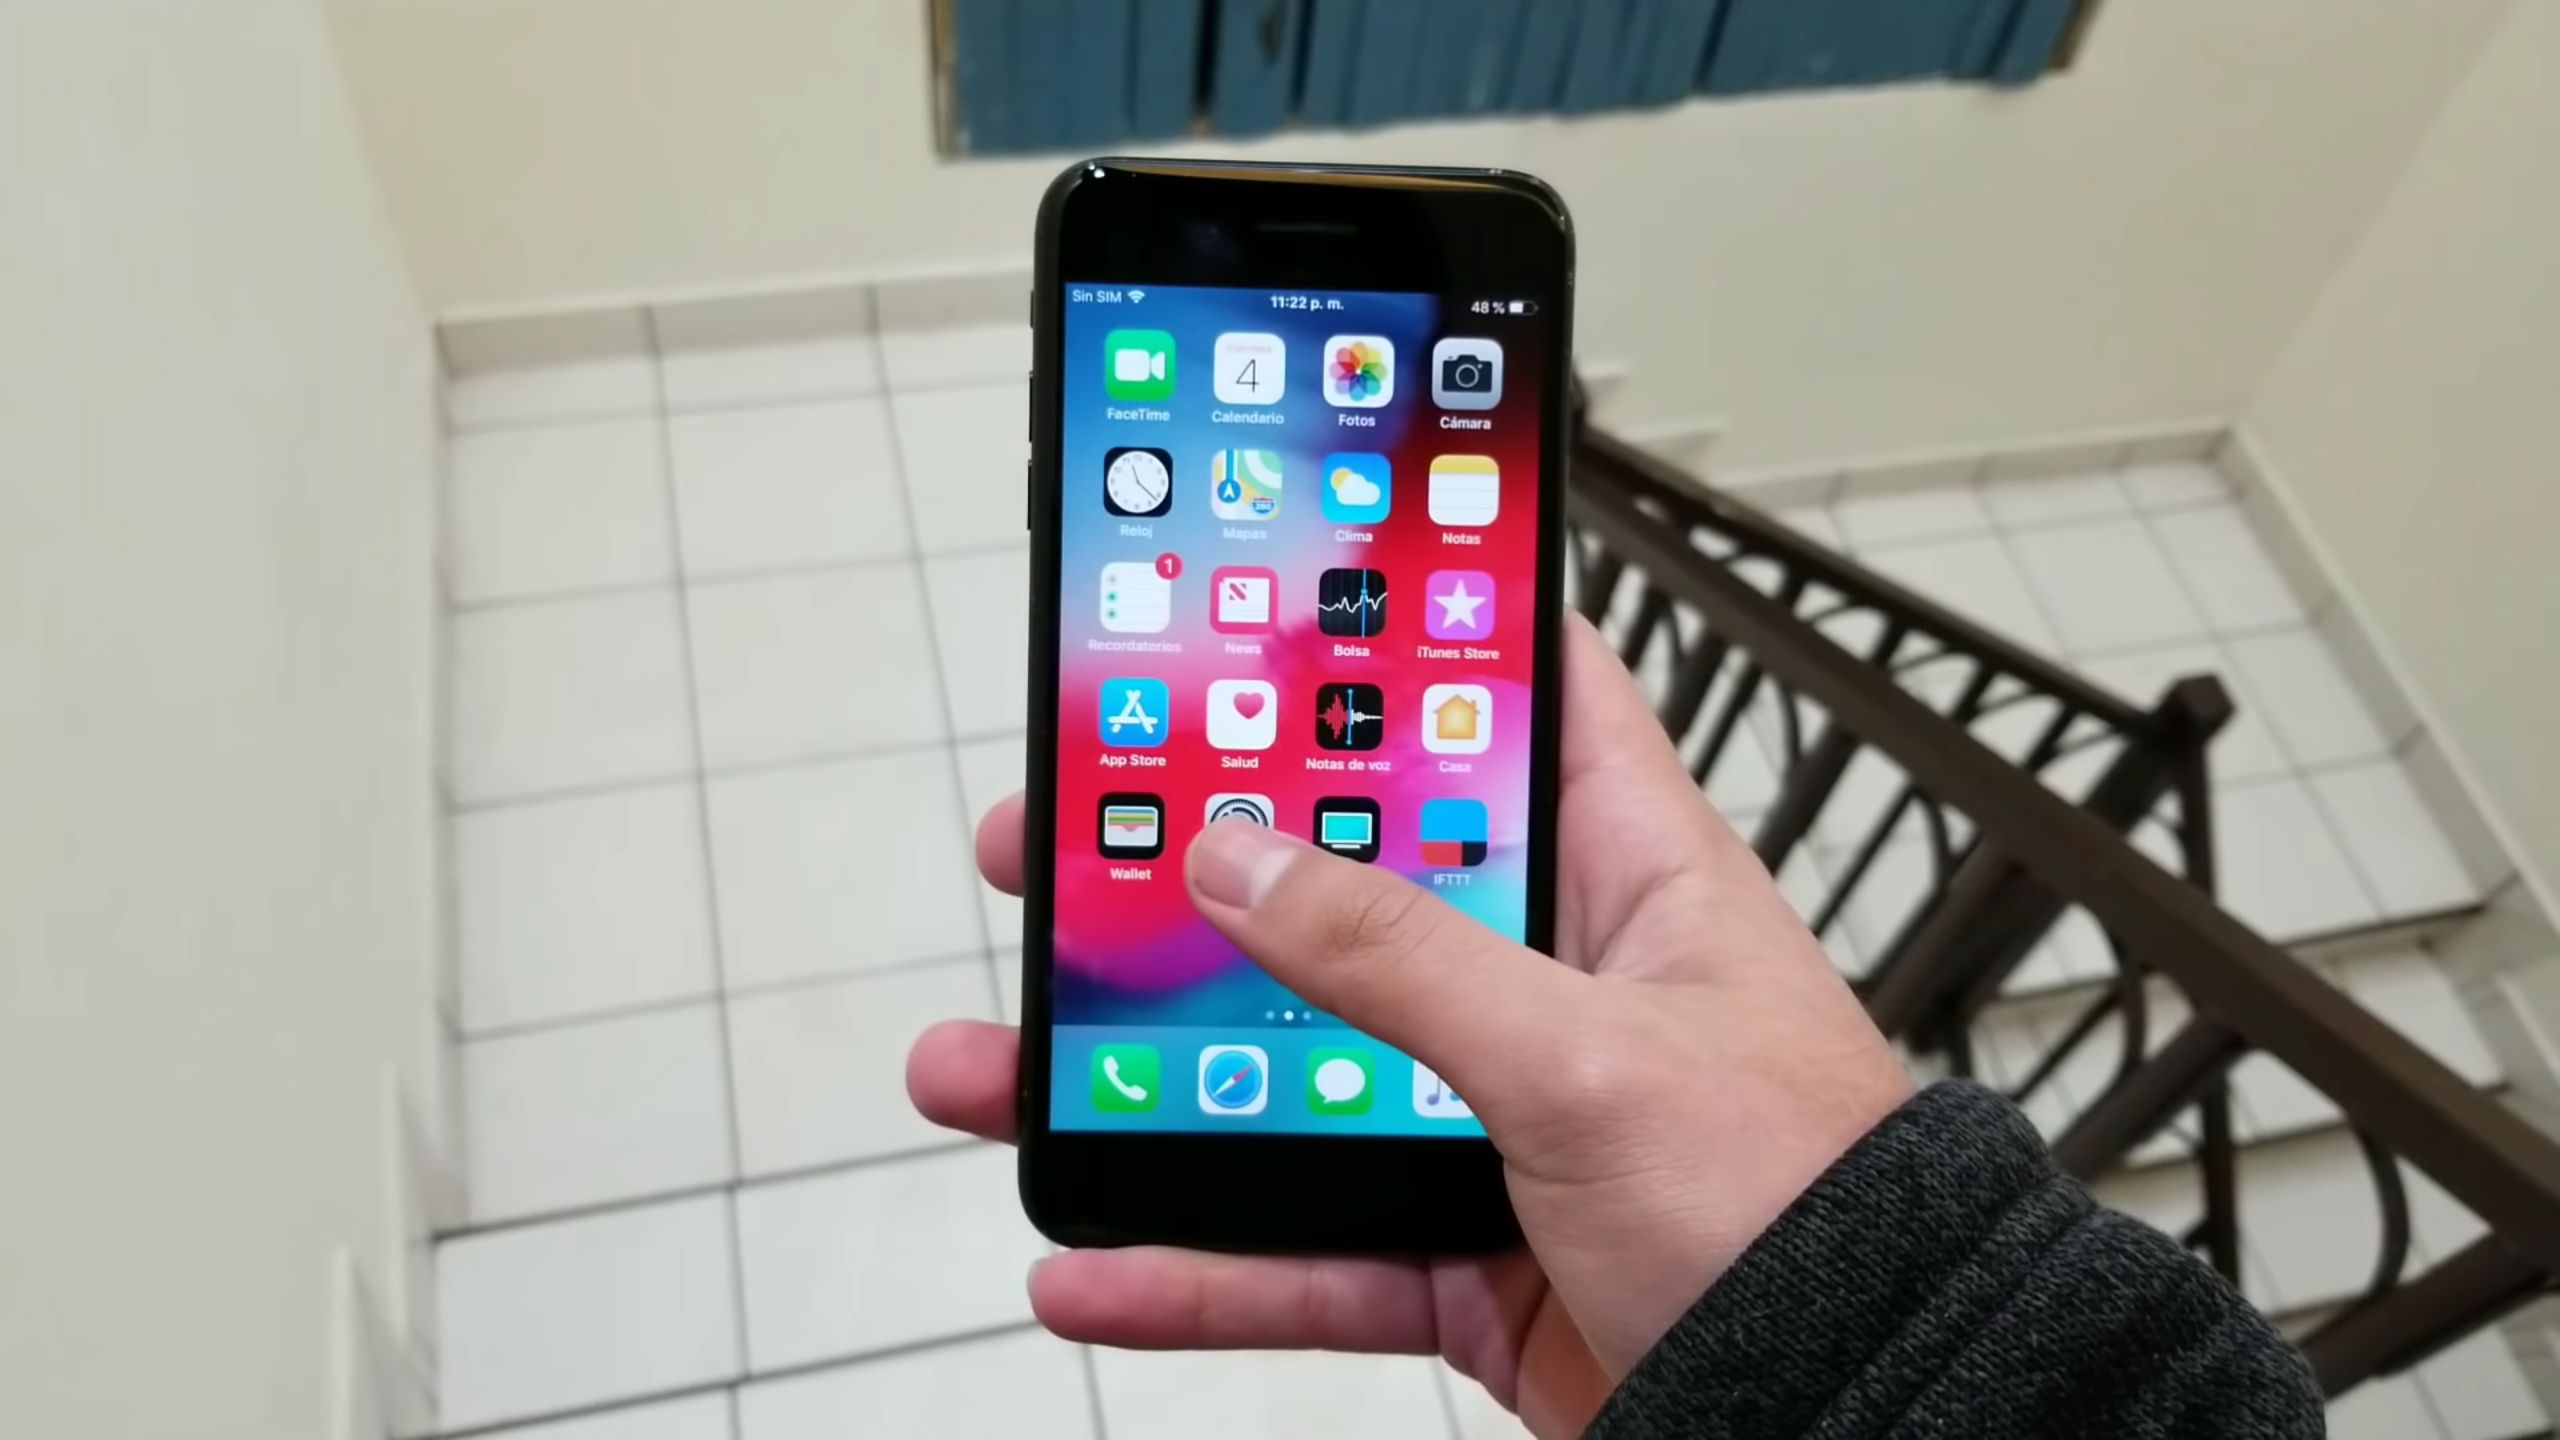 Sin SIM 11:22 p. m. 48 %
4
FaceTime Calendario Fotos Cámara
Reloj Mapas Clima Notas
1
280
Recordatorios News Bolsa iTunes Store
App Store Salud Notas de voz Casa
Wallet IFTTT